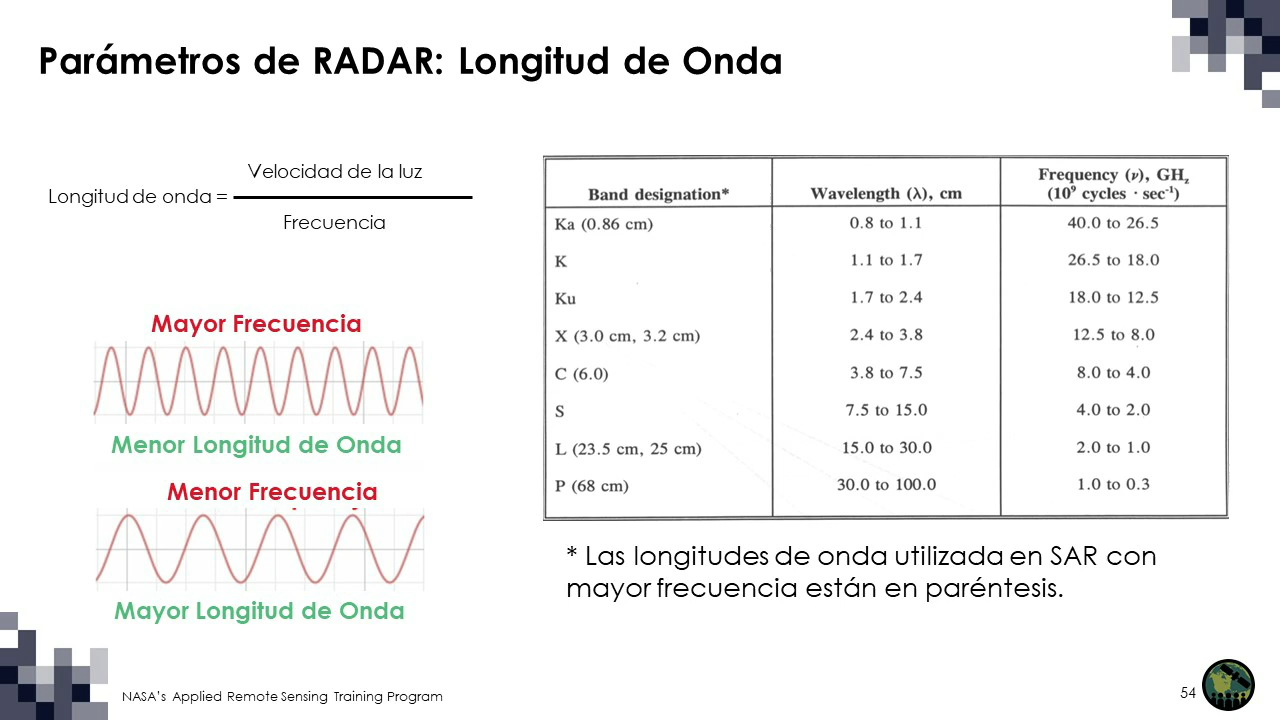 Parámetros de RADAR: Longitud de Onda
Velocidad de la luz
Longitud de onda =
Frecuencia
Mayor Frecuencia
Menor Longitud de Onda
Menor Frecuencia
Mayor Longitud de Onda
Band designation* Wavelength (λ), cm Frequency (ν), GHz (10⁹ cycles · sec⁻¹)
Ka (0.86 cm) 0.8 to 1.1 40.0 to 26.5
K 1.1 to 1.7 26.5 to 18.0
Ku 1.7 to 2.4 18.0 to 12.5
X (3.0 cm, 3.2 cm) 2.4 to 3.8 12.5 to 8.0
C (6.0) 3.8 to 7.5 8.0 to 4.0
S 7.5 to 15.0 4.0 to 2.0
L (23.5 cm, 25 cm) 15.0 to 30.0 2.0 to 1.0
P (68 cm) 30.0 to 100.0 1.0 to 0.3
* Las longitudes de onda utilizada en SAR con
mayor frecuencia están en paréntesis.
NASA's Applied Remote Sensing Training Program
54